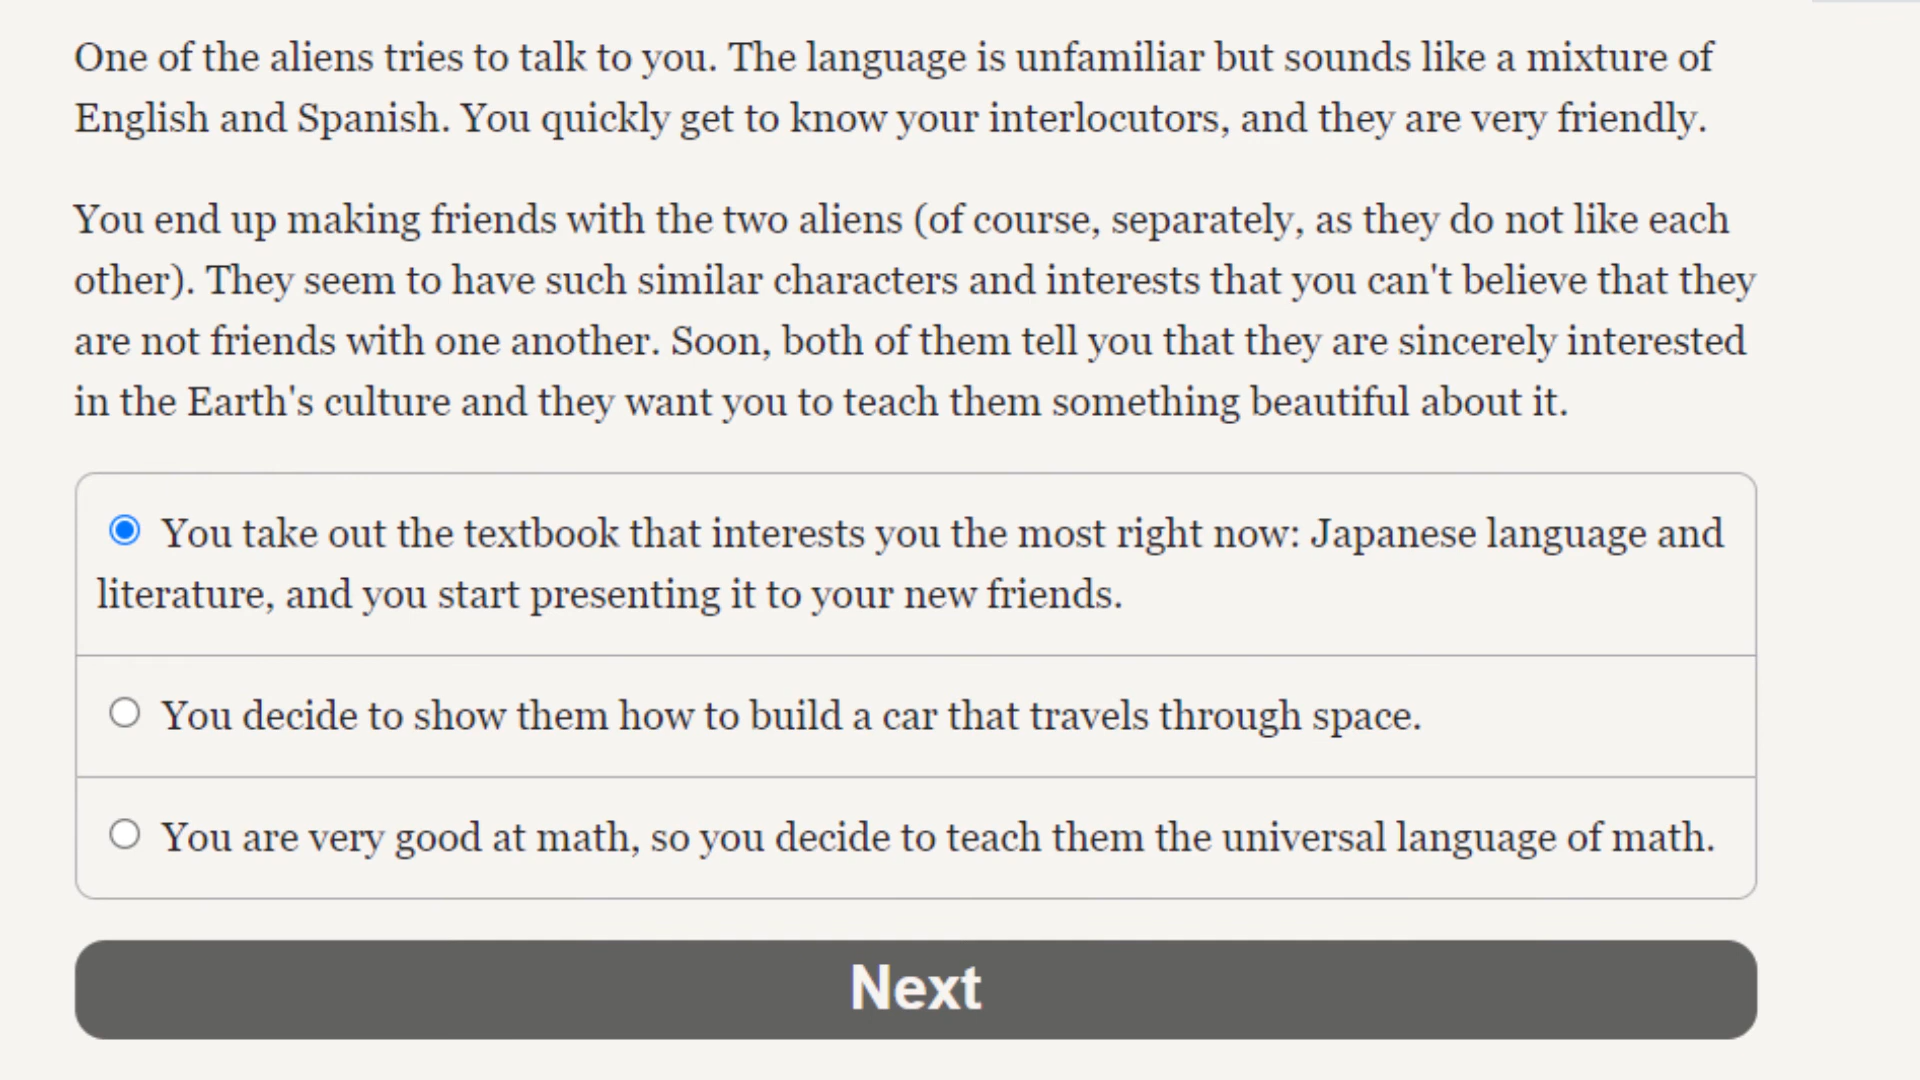 One of the aliens tries to talk to you. The language is unfamiliar but sounds like a mixture of
English and Spanish. You quickly get to know your interlocutors, and they are very friendly.
You end up making friends with the two aliens (of course, separately, as they do not like each
other). They seem to have such similar characters and interests that you can't believe that they
are not friends with one another. Soon, both of them tell you that they are sincerely interested
in the Earth's culture and they want you to teach them something beautiful about it.
You take out the textbook that interests you the most right now: Japanese language and
literature, and you start presenting it to your new friends.
You decide to show them how to build a car that travels through space.
You are very good at math, so you decide to teach them the universal language of math.
Next